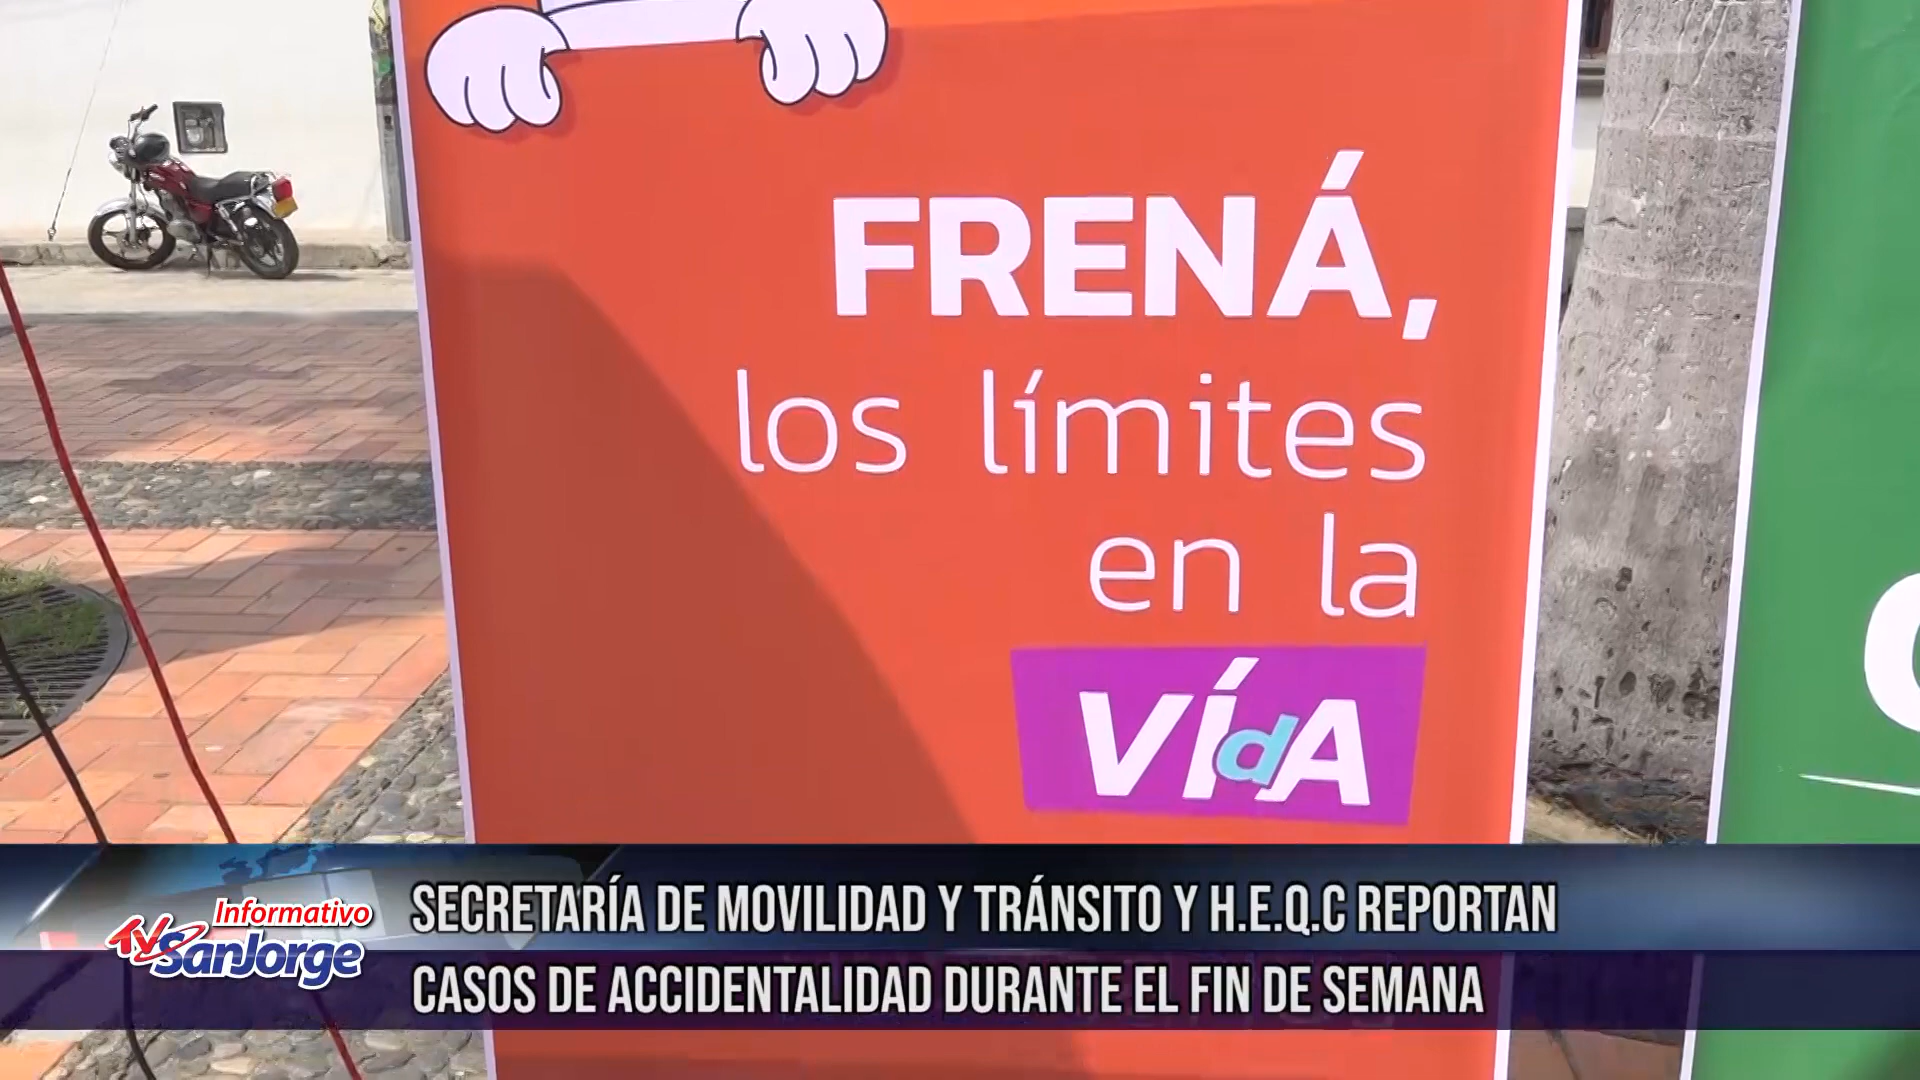 FRENÁ,
los límites
en la
VÍdA
Informativo
TV SanJorge
SECRETARÍA DE MOVILIDAD Y TRÁNSITO Y H.E.Q.C REPORTAN
CASOS DE ACCIDENTALIDAD DURANTE EL FIN DE SEMANA